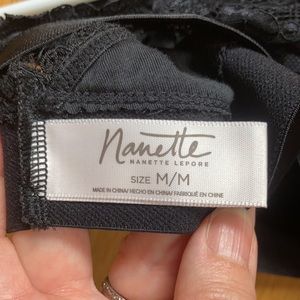 Nanette
NANETTE LEPORE
SIZE M/M
MADE IN CHINA/ HECHO EN CHINA/ FABRIQUÉ EN CHINE